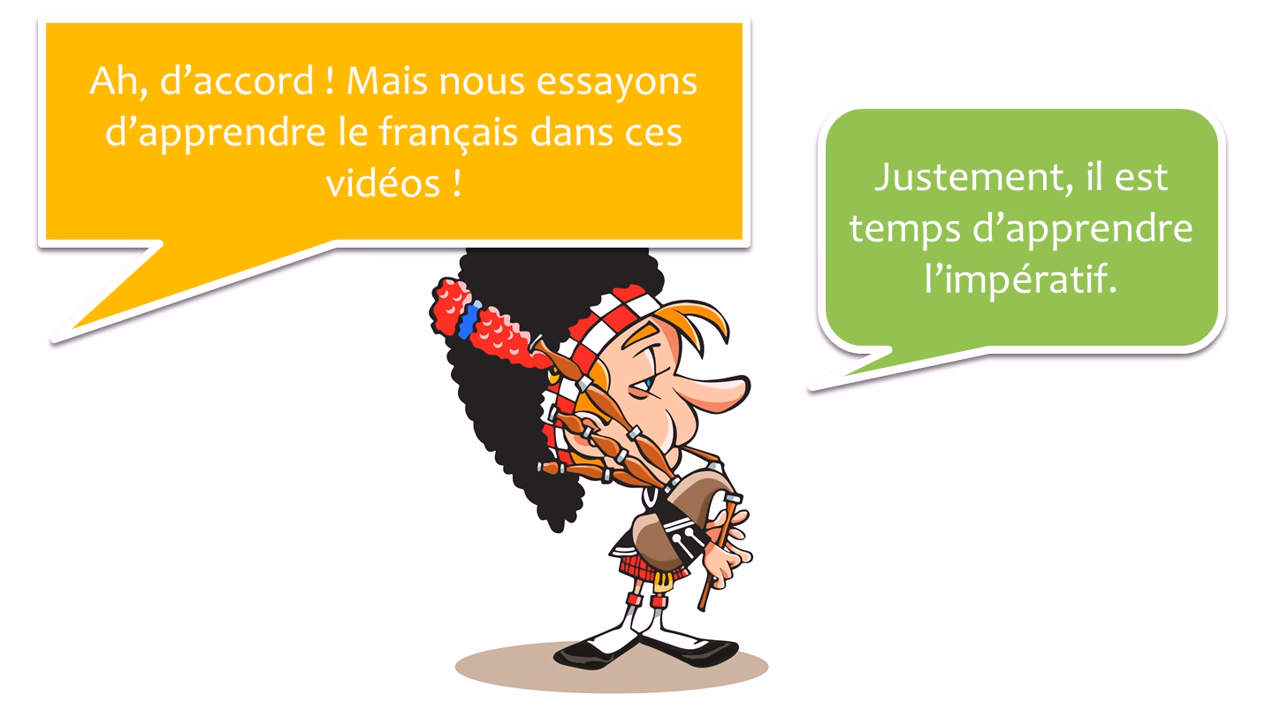 Ah, d’accord ! Mais nous essayons
d’apprendre le français dans ces
vidéos !
Justement, il est
temps d’apprendre
l’impératif.